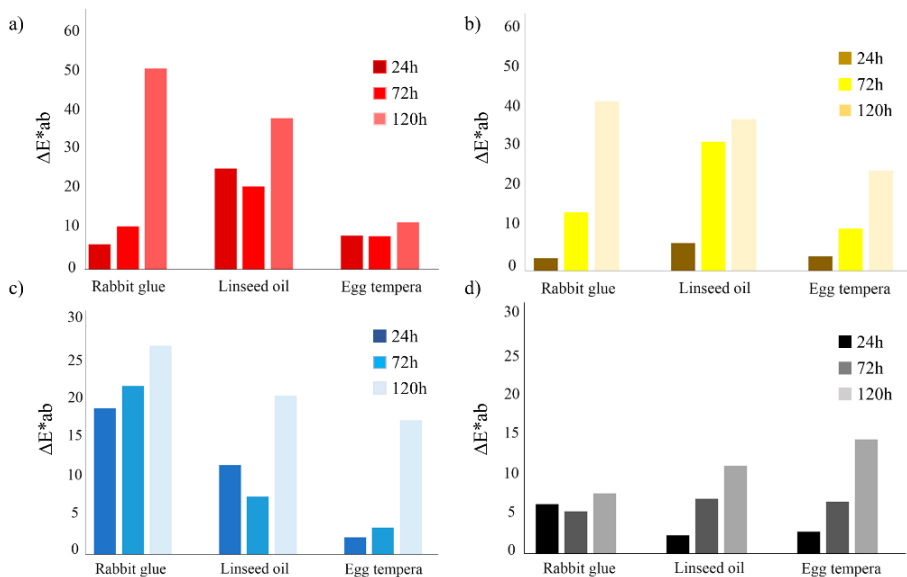 a)
ΔE*ab
60
50
40
30
20
10
0
24h
72h
120h
Rabbit glue
Linseed oil
Egg tempera
b)
ΔE*ab
60
50
40
30
20
10
0
24h
72h
120h
Rabbit glue
Linseed oil
Egg tempera
c)
ΔE*ab
30
25
20
15
10
5
0
24h
72h
120h
Rabbit glue
Linseed oil
Egg tempera
d)
ΔE*ab
30
25
20
15
10
5
0
24h
72h
120h
Rabbit glue
Linseed oil
Egg tempera